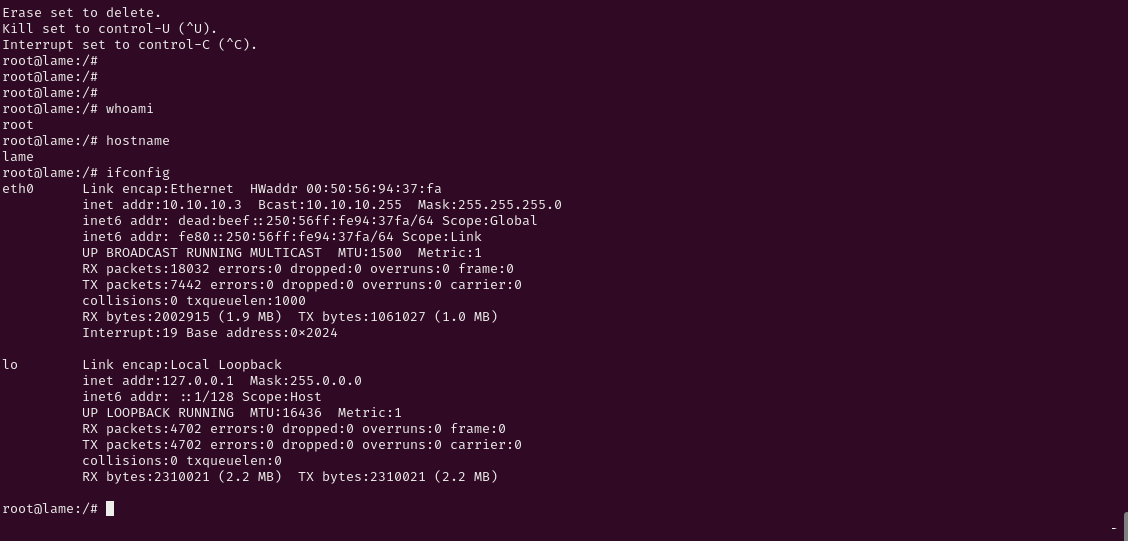 Erase set to delete.
Kill set to control-U (^U).
Interrupt set to control-C (^C).
root@lame:/#
root@lame:/#
root@lame:/#
root@lame:/# whoami
root
root@lame:/# hostname
lame
root@lame:/# ifconfig
eth0      Link encap:Ethernet  HWaddr 00:50:56:94:37:fa
          inet addr:10.10.10.3  Bcast:10.10.10.255  Mask:255.255.255.0
          inet6 addr: dead:beef::250:56ff:fe94:37fa/64 Scope:Global
          inet6 addr: fe80::250:56ff:fe94:37fa/64 Scope:Link
          UP BROADCAST RUNNING MULTICAST  MTU:1500  Metric:1
          RX packets:18032 errors:0 dropped:0 overruns:0 frame:0
          TX packets:7442 errors:0 dropped:0 overruns:0 carrier:0
          collisions:0 txqueuelen:1000
          RX bytes:2002915 (1.9 MB)  TX bytes:1061027 (1.0 MB)
          Interrupt:19 Base address:0×2024

lo        Link encap:Local Loopback
          inet addr:127.0.0.1  Mask:255.0.0.0
          inet6 addr: ::1/128 Scope:Host
          UP LOOPBACK RUNNING  MTU:16436  Metric:1
          RX packets:4702 errors:0 dropped:0 overruns:0 frame:0
          TX packets:4702 errors:0 dropped:0 overruns:0 carrier:0
          collisions:0 txqueuelen:0
          RX bytes:2310021 (2.2 MB)  TX bytes:2310021 (2.2 MB)

root@lame:/#
-